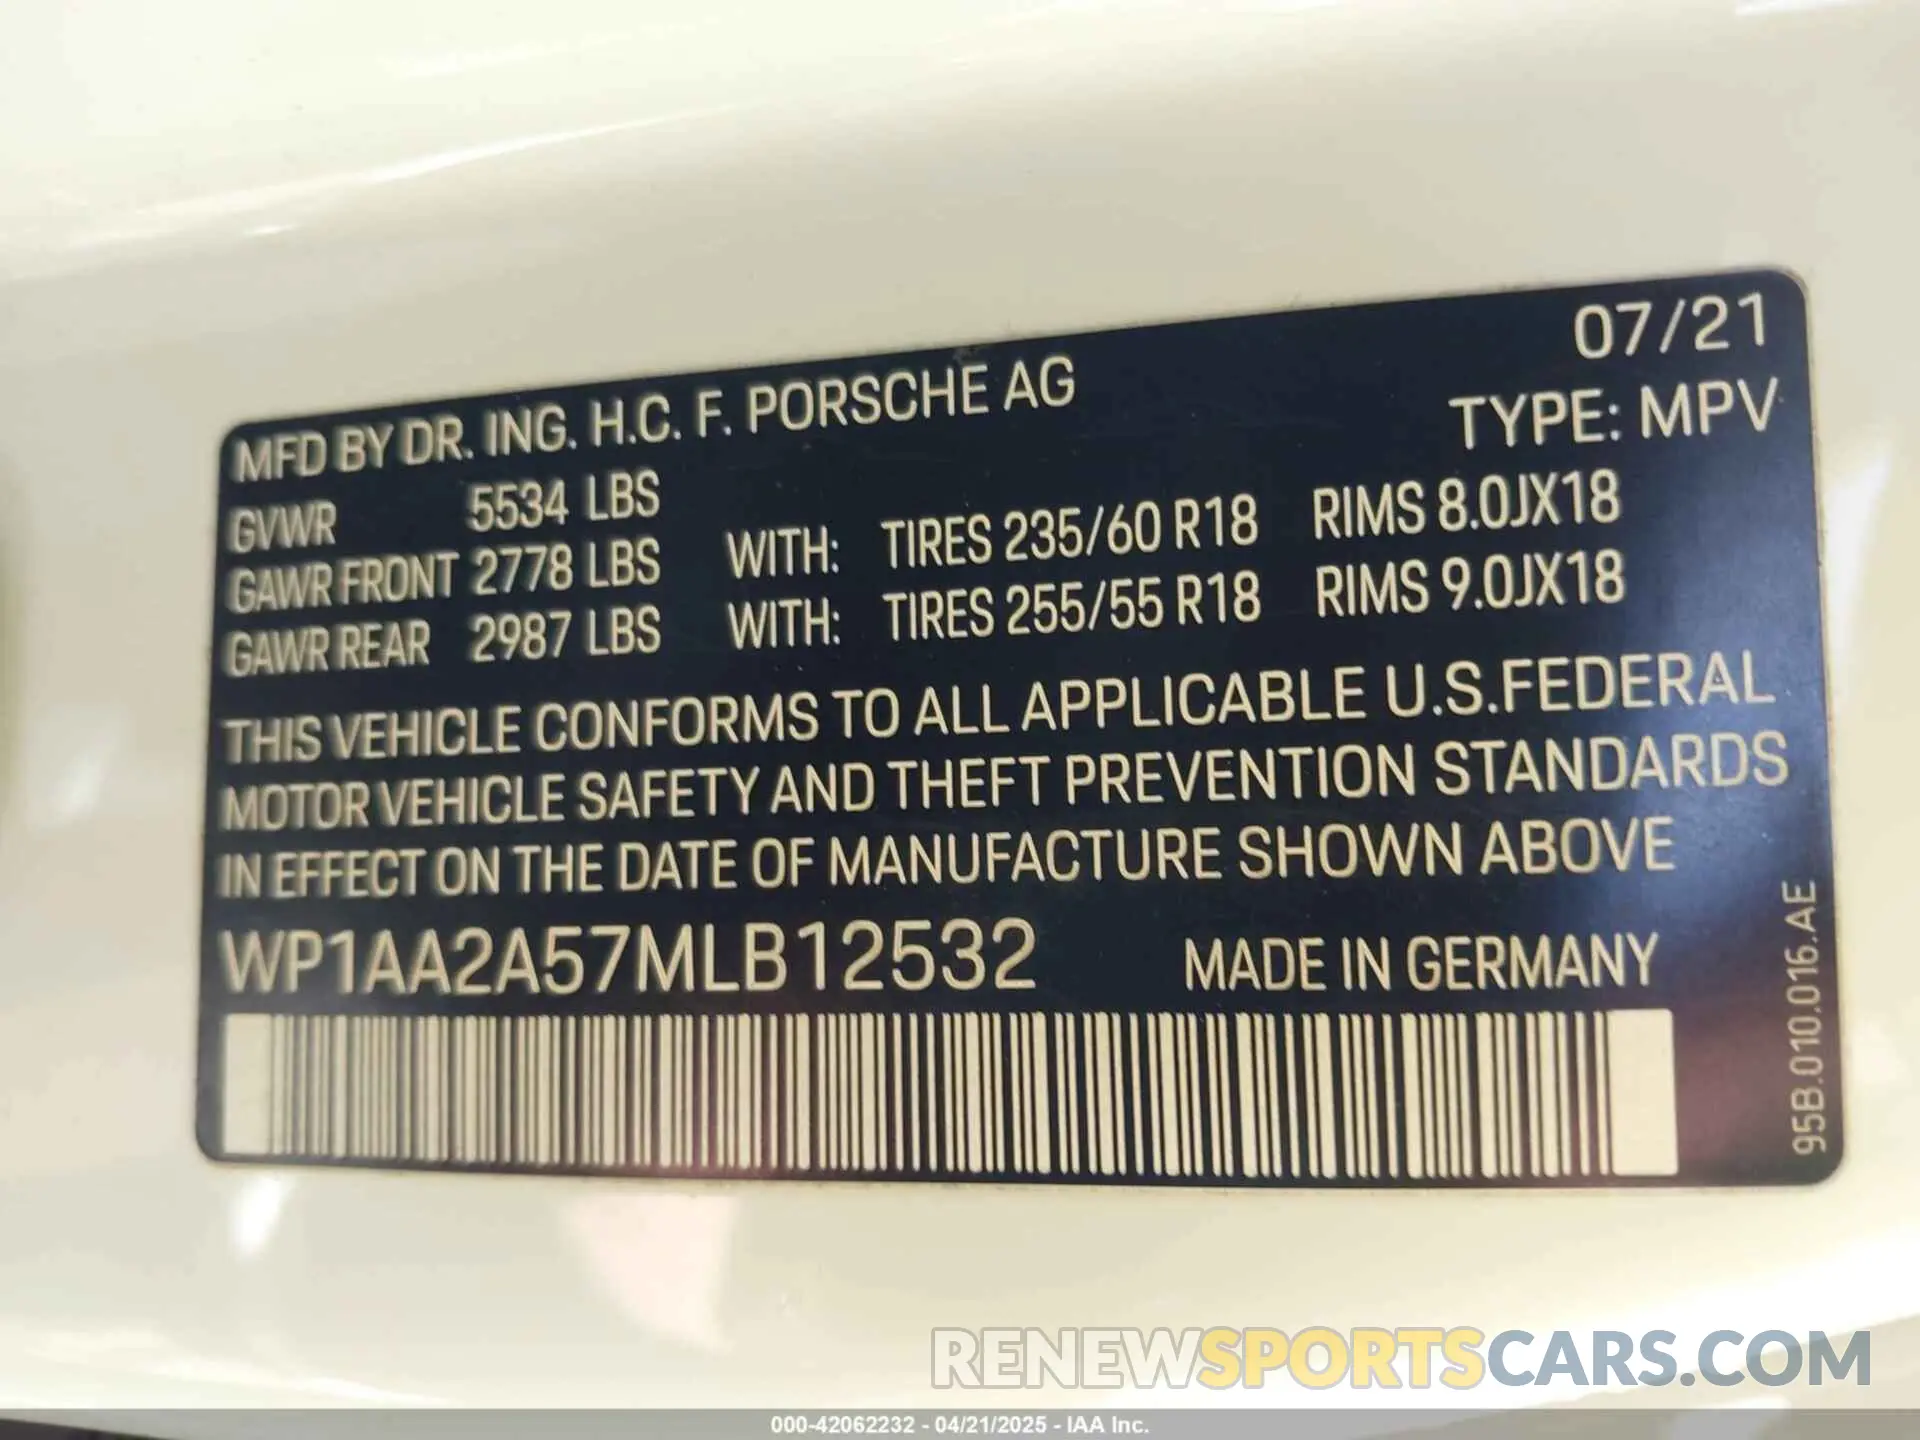 07/21
MFD BY DR. ING. H.C. F. PORSCHE AG
TYPE: MPV
GVWR 5534 LBS
GAWR FRONT 2778 LBS WITH: TIRES 235/60 R18 RIMS 8.0JX18
GAWR REAR 2987 LBS WITH: TIRES 255/55 R18 RIMS 9.0JX18
THIS VEHICLE CONFORMS TO ALL APPLICABLE U.S.FEDERAL
MOTOR VEHICLE SAFETY AND THEFT PREVENTION STANDARDS
IN EFFECT ON THE DATE OF MANUFACTURE SHOWN ABOVE
WP1AA2A57MLB12532 MADE IN GERMANY
95B.010.016.AE
RENEWSPORTSCARS.COM
000-42062232 - 04/21/2025 - IAA Inc.